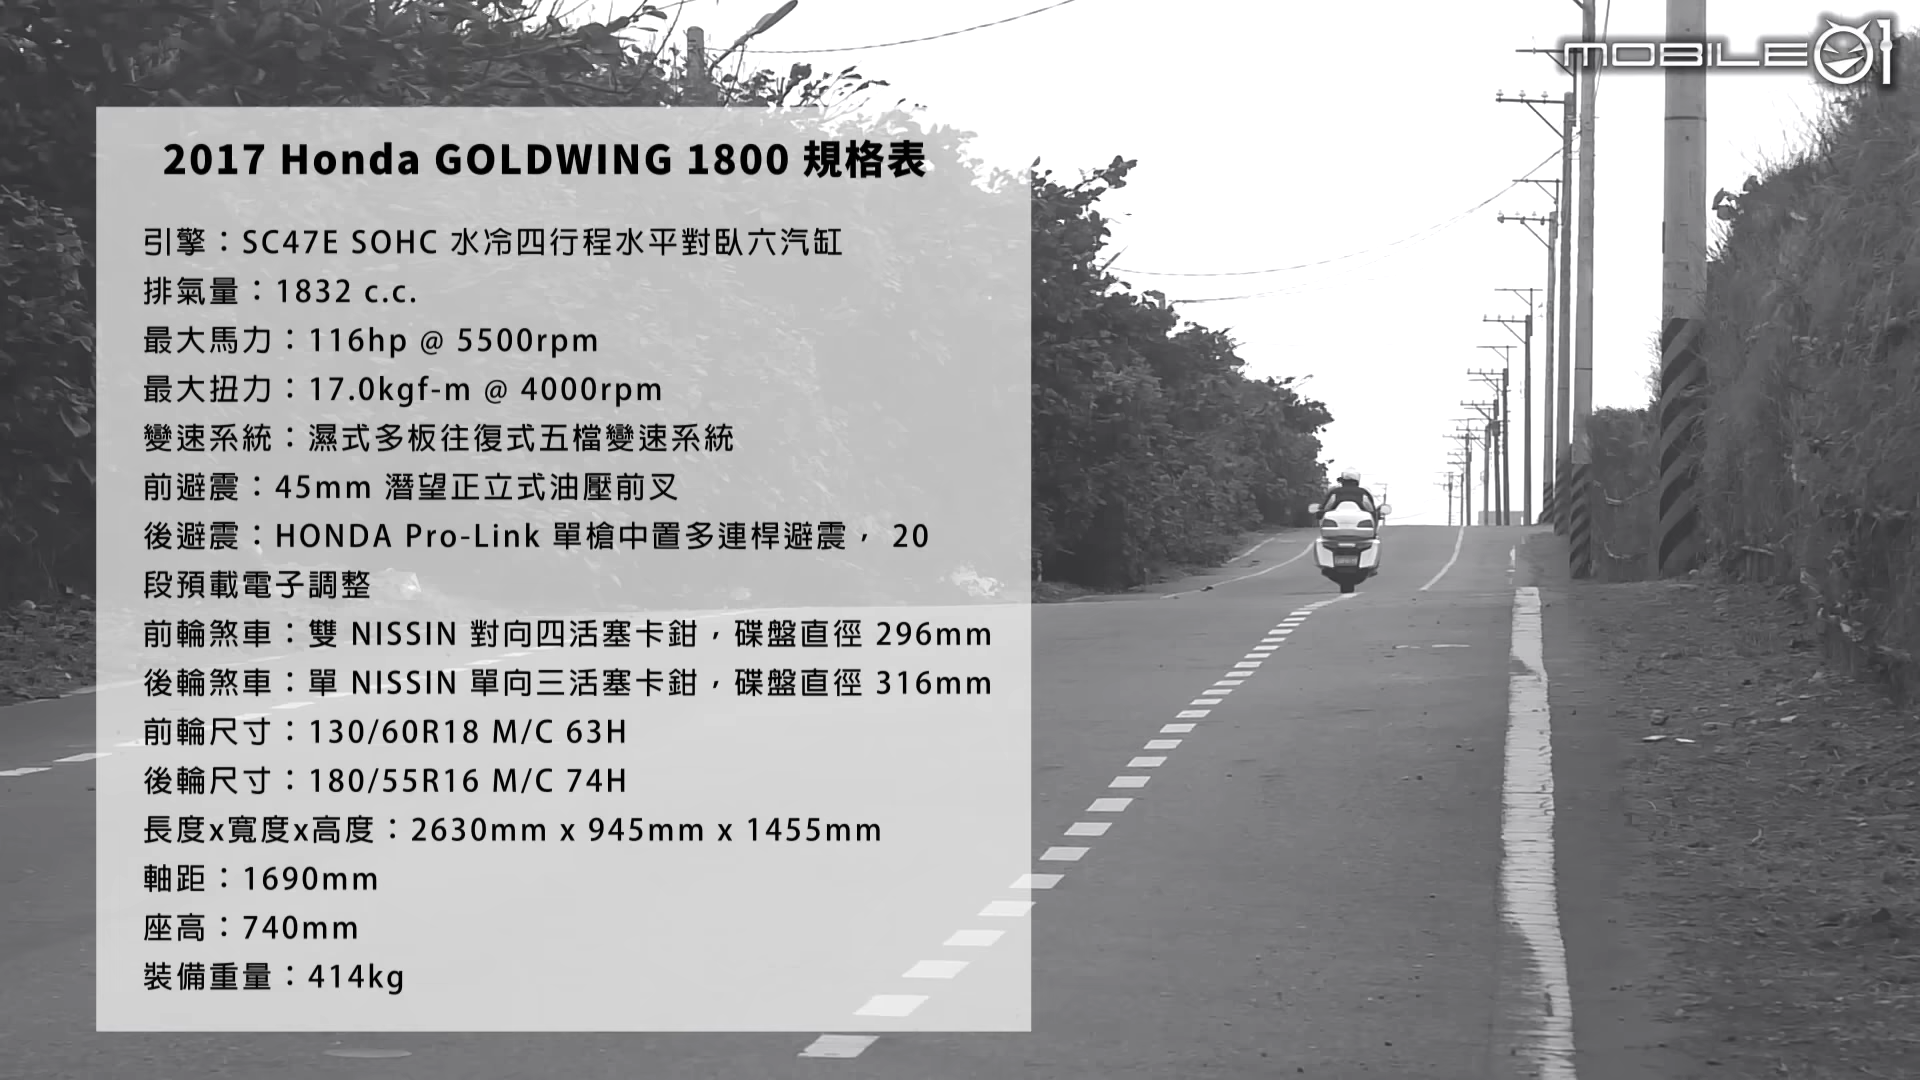 MOBILE01
2017 Honda GOLDWING 1800 規格表
引擎：SC47E SOHC 水冷四行程水平對臥六汽缸
排氣量：1832 c.c.
最大馬力：116hp @ 5500rpm
最大扭力：17.0kgf-m @ 4000rpm
變速系統：濕式多板往復式五檔變速系統
前避震：45mm 潛望正立式油壓前叉
後避震：HONDA Pro-Link 單槍中置多連桿避震， 20
段預載電子調整
前輪煞車：雙 NISSIN 對向四活塞卡鉗，碟盤直徑 296mm
後輪煞車：單 NISSIN 單向三活塞卡鉗，碟盤直徑 316mm
前輪尺寸：130/60R18 M/C 63H
後輪尺寸：180/55R16 M/C 74H
長度x寬度x高度：2630mm x 945mm x 1455mm
軸距：1690mm
座高：740mm
裝備重量：414kg